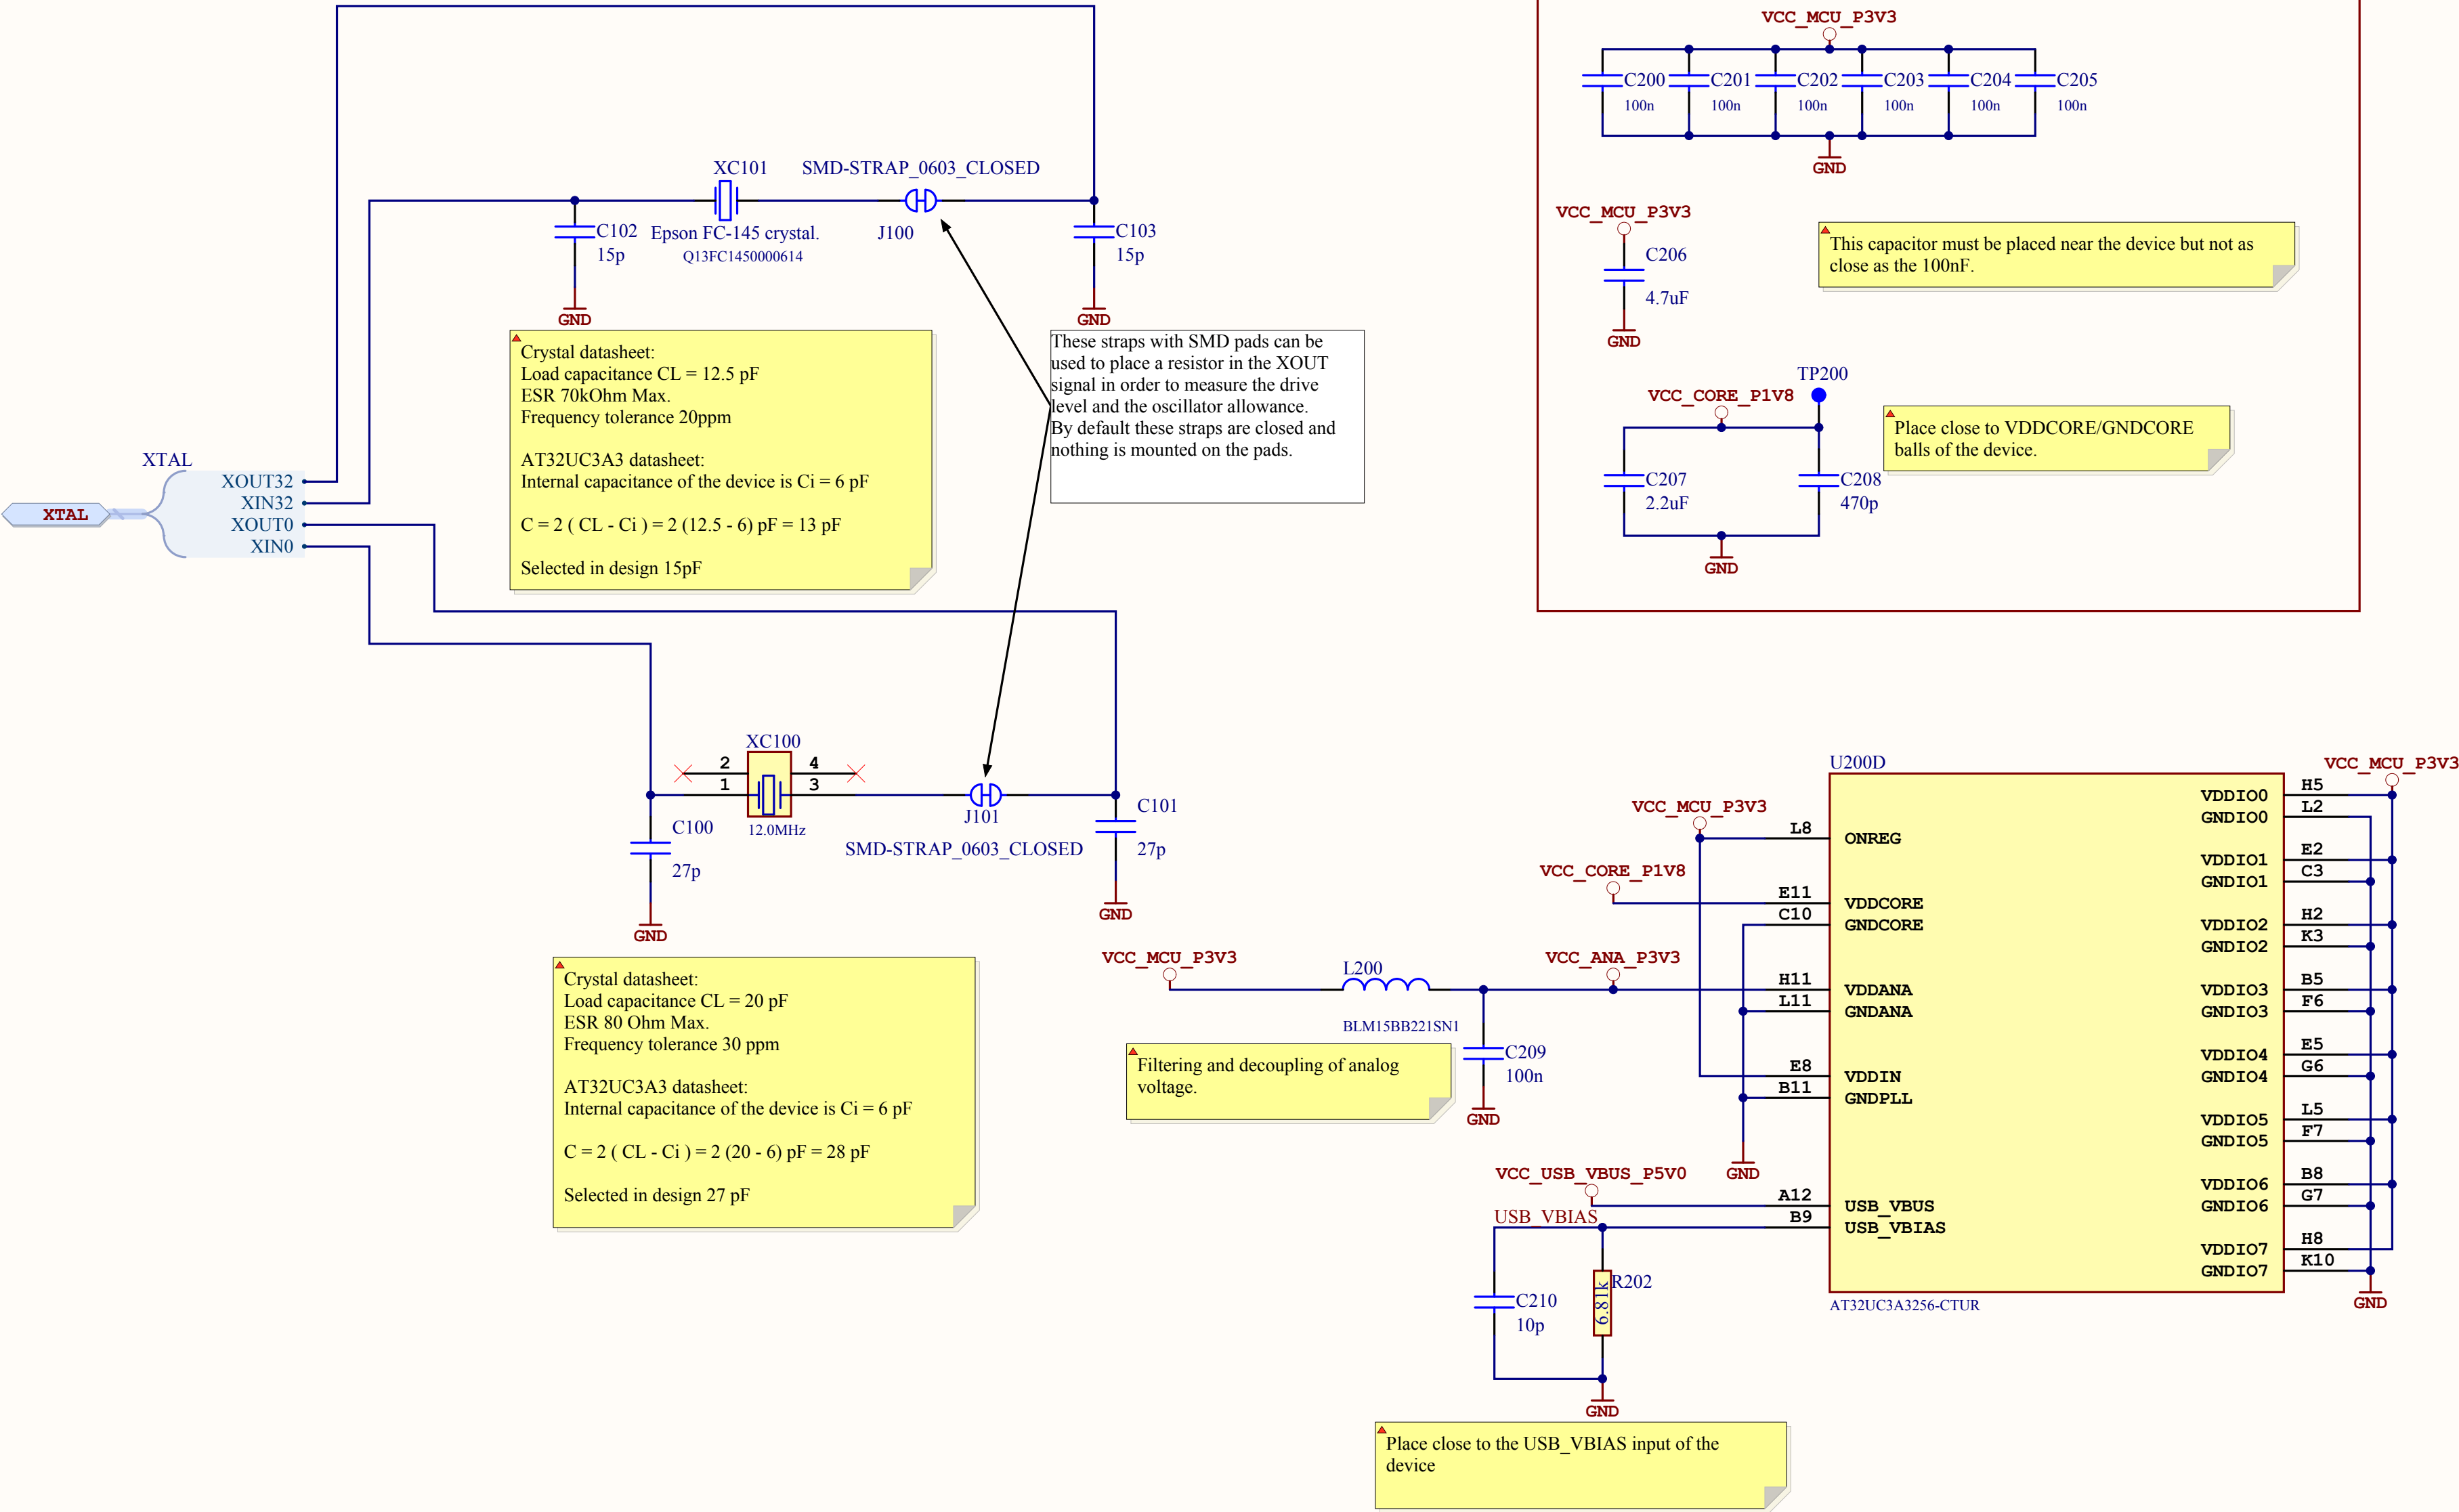 XTAL
XTAL
XOUT32
XIN32
XOUT0
XIN0
XC101
SMD-STRAP_0603_CLOSED
C102
15p
GND
Epson FC-145 crystal.
Q13FC1450000614
J100
C103
15p
GND
Crystal datasheet:
Load capacitance CL = 12.5 pF
ESR 70kOhm Max.
Frequency tolerance 20ppm
AT32UC3A3 datasheet:
Internal capacitance of the device is Ci = 6 pF
C = 2 ( CL - Ci ) = 2 (12.5 - 6) pF = 13 pF
Selected in design 15pF
These straps with SMD pads can be
used to place a resistor in the XOUT
signal in order to measure the drive
level and the oscillator allowance.
By default these straps are closed and
nothing is mounted on the pads.
XC100
2
4
1
3
12.0MHz
J101
SMD-STRAP_0603_CLOSED
C100
27p
GND
C101
27p
GND
Crystal datasheet:
Load capacitance CL = 20 pF
ESR 80 Ohm Max.
Frequency tolerance 30 ppm
AT32UC3A3 datasheet:
Internal capacitance of the device is Ci = 6 pF
C = 2 ( CL - Ci ) = 2 (20 - 6) pF = 28 pF
Selected in design 27 pF
VCC_MCU_P3V3
C200
100n
C201
100n
C202
100n
C203
100n
C204
100n
C205
100n
GND
VCC_MCU_P3V3
C206
4.7uF
GND
This capacitor must be placed near the device but not as
close as the 100nF.
TP200
VCC_CORE_P1V8
C207
2.2uF
C208
470p
GND
Place close to VDDCORE/GNDCORE
balls of the device.
U200D
VCC_MCU_P3V3
VCC_MCU_P3V3
L8
ONREG
VCC_CORE_P1V8
E11
VDDCORE
C10
GNDCORE
VCC_MCU_P3V3
L200
BLM15BB221SN1
VCC_ANA_P3V3
H11
VDDANA
L11
GNDANA
C209
100n
GND
Filtering and decoupling of analog
voltage.
E8
VDDIN
B11
GNDPLL
GND
VCC_USB_VBUS_P5V0
A12
USB_VBUS
USB_VBIAS
B9
USB_VBIAS
C210
10p
R202
6.81k
GND
Place close to the USB_VBIAS input of the
device
VDDIO0
H5
GNDIO0
L2
VDDIO1
E2
GNDIO1
C3
VDDIO2
H2
GNDIO2
K3
VDDIO3
B5
GNDIO3
F6
VDDIO4
E5
GNDIO4
G6
VDDIO5
L5
GNDIO5
F7
VDDIO6
B8
GNDIO6
G7
VDDIO7
H8
GNDIO7
K10
GND
AT32UC3A3256-CTUR